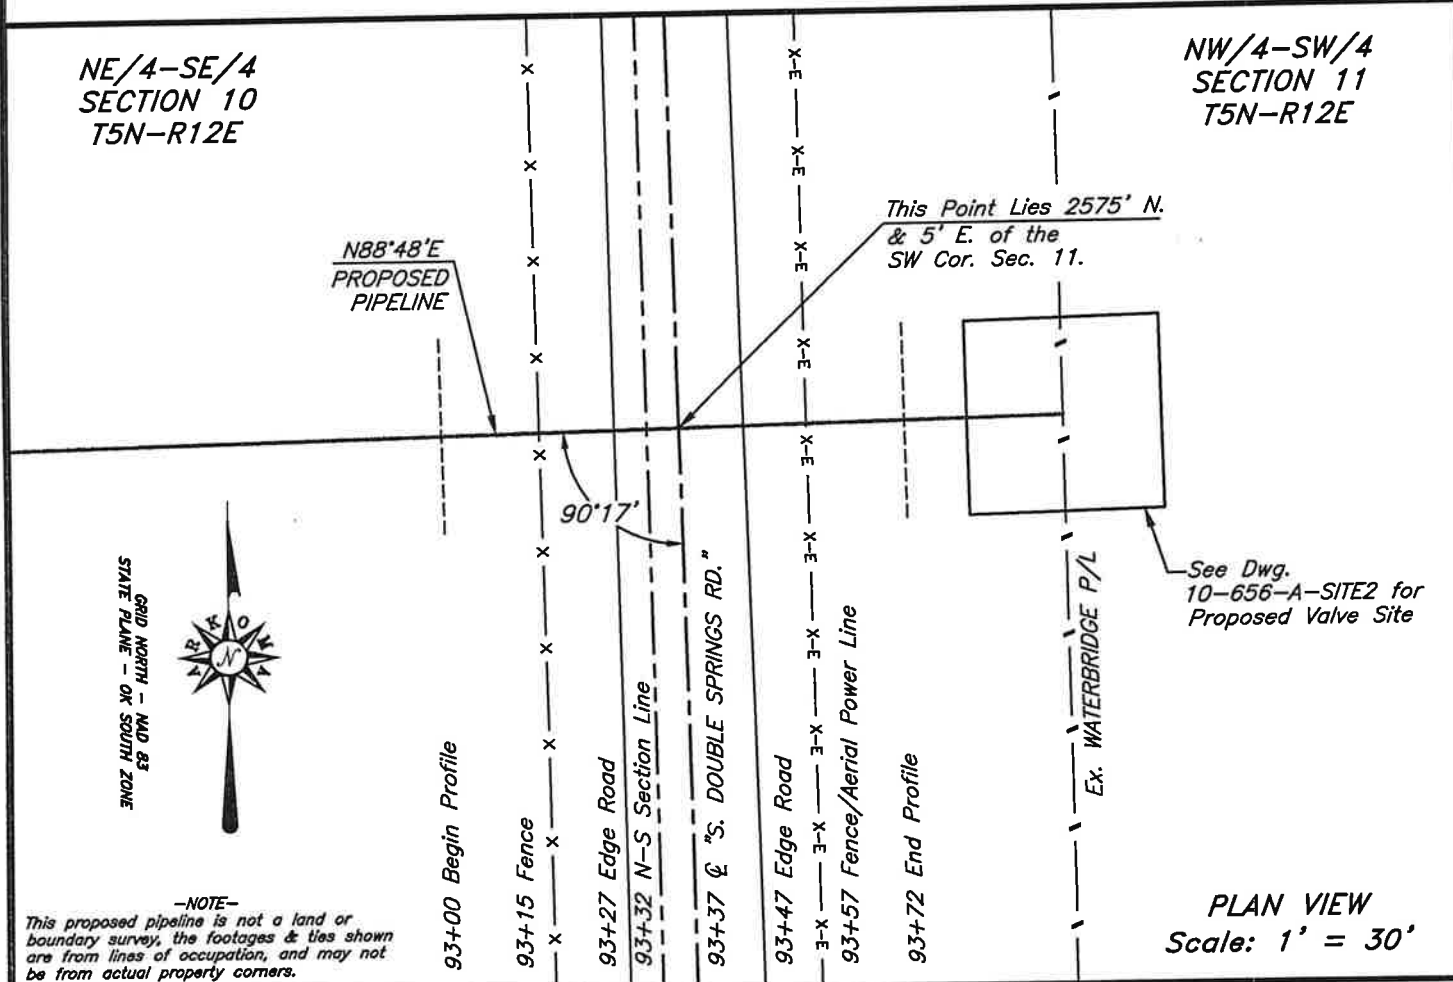 NE/4-SE/4
SECTION 10
T5N-R12E
NW/4-SW/4
SECTION 11
T5N-R12E
This Point Lies 2575' N.
& 5' E. of the
SW Cor. Sec. 11.
N88°48'E
PROPOSED
PIPELINE
90°17'
See Dwg.
10-656-A-SITE2 for
Proposed Valve Site
GRID NORTH - NAD 83
STATE PLANE - OK SOUTH ZONE
ARKOMA
N
93+00 Begin Profile
93+15 Fence
93+27 Edge Road
93+32 N-S Section Line
93+37 ℄ "S. DOUBLE SPRINGS RD."
93+47 Edge Road
93+57 Fence/Aerial Power Line
93+72 End Profile
Ex. WATERBRIDGE P/L
-NOTE-
This proposed pipeline is not a land or
boundary survey, the footages & ties shown
are from lines of occupation, and may not
be from actual property corners.
PLAN VIEW
Scale: 1' = 30'